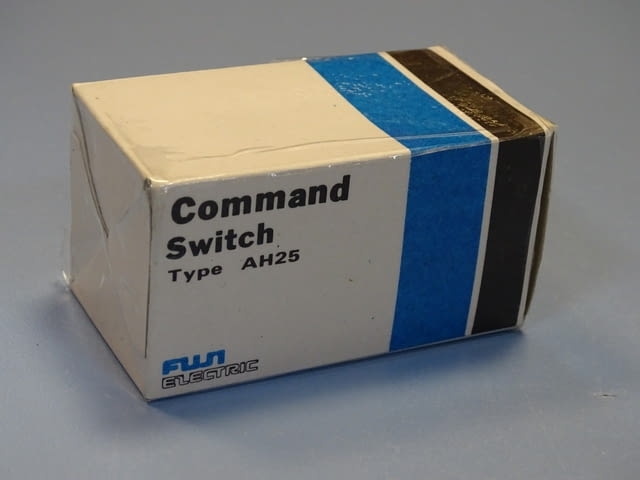 Command
Switch
Type AH25
FUJI
ELECTRIC